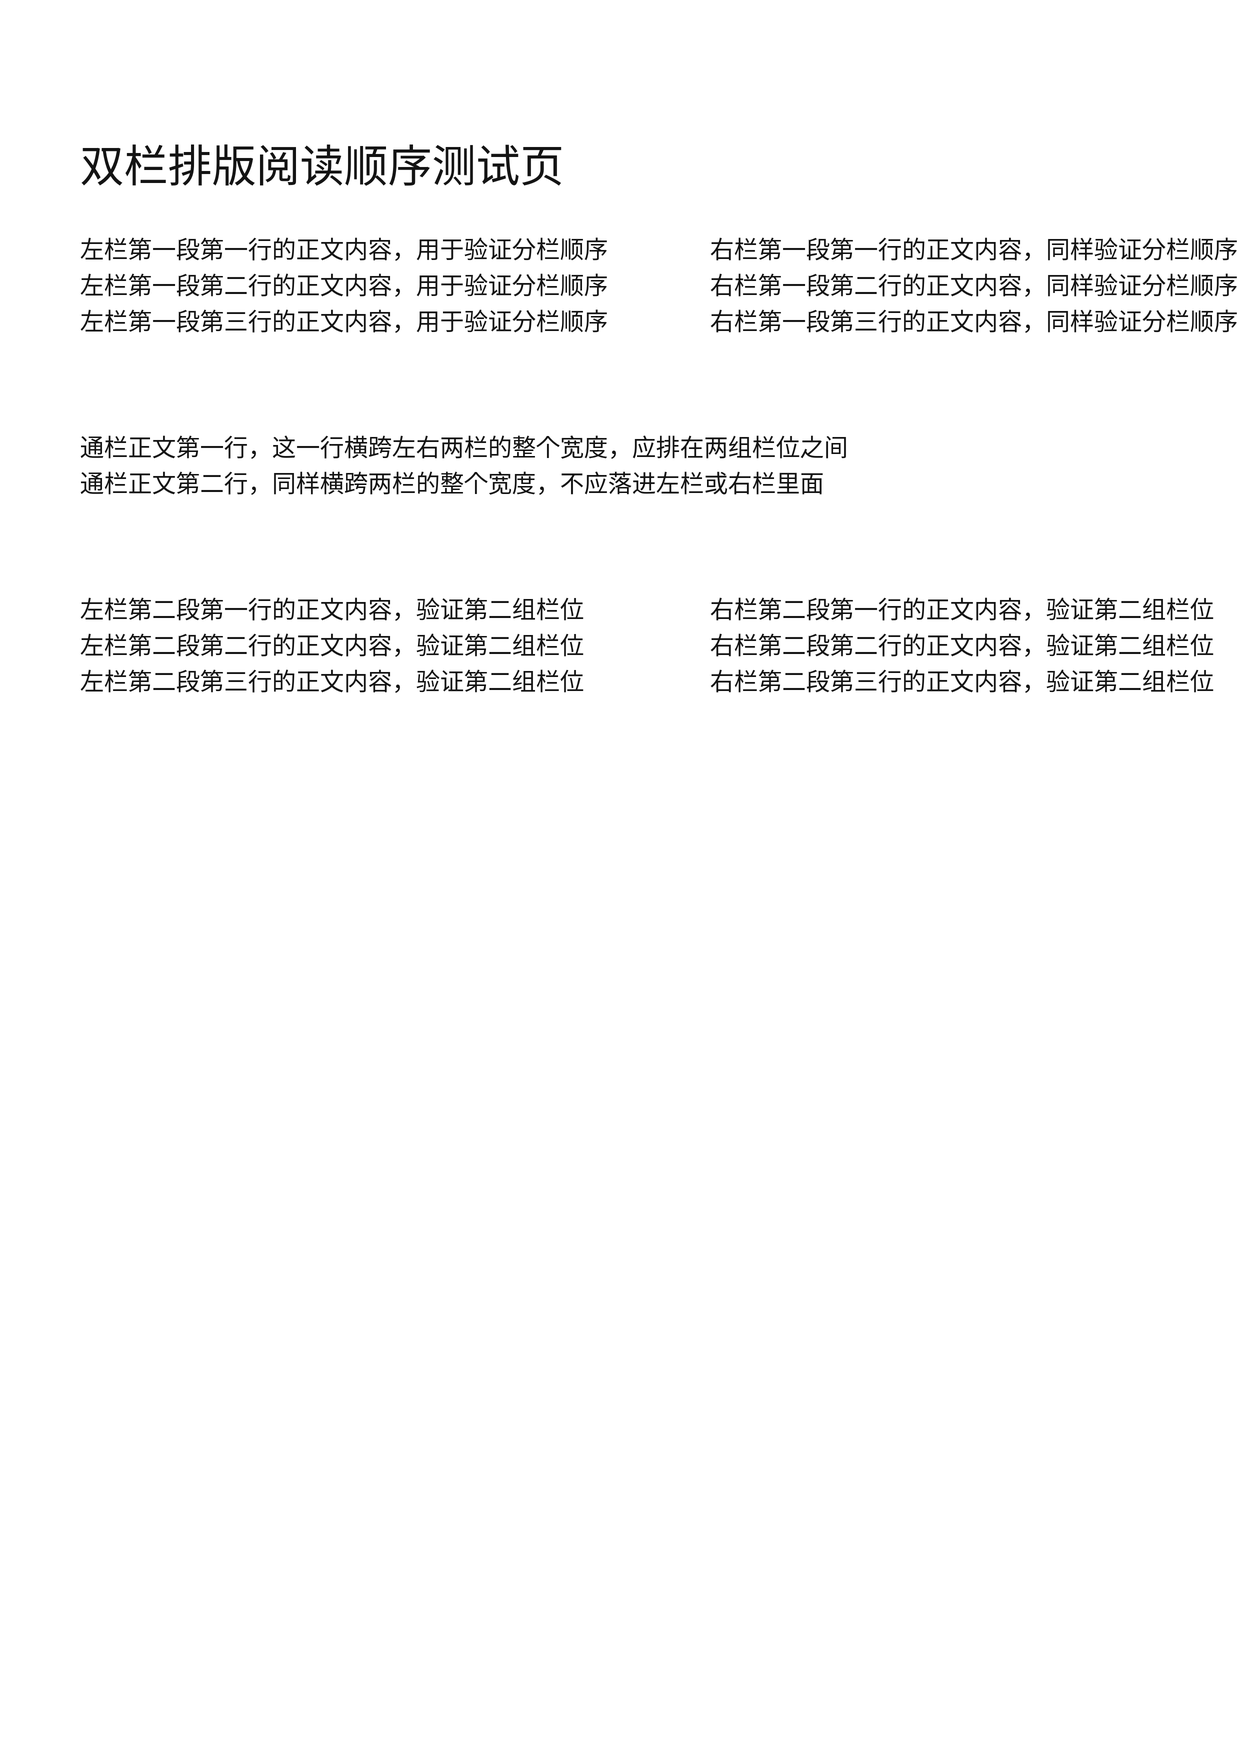 双栏排版阅读顺序测试页
左栏第一段第一行的正文内容，用于验证分栏顺序
左栏第一段第二行的正文内容，用于验证分栏顺序
左栏第一段第三行的正文内容，用于验证分栏顺序
右栏第一段第一行的正文内容，同样验证分栏顺序
右栏第一段第二行的正文内容，同样验证分栏顺序
右栏第一段第三行的正文内容，同样验证分栏顺序
通栏正文第一行，这一行横跨左右两栏的整个宽度，应排在两组栏位之间
通栏正文第二行，同样横跨两栏的整个宽度，不应落进左栏或右栏里面
左栏第二段第一行的正文内容，验证第二组栏位
左栏第二段第二行的正文内容，验证第二组栏位
左栏第二段第三行的正文内容，验证第二组栏位
右栏第二段第一行的正文内容，验证第二组栏位
右栏第二段第二行的正文内容，验证第二组栏位
右栏第二段第三行的正文内容，验证第二组栏位